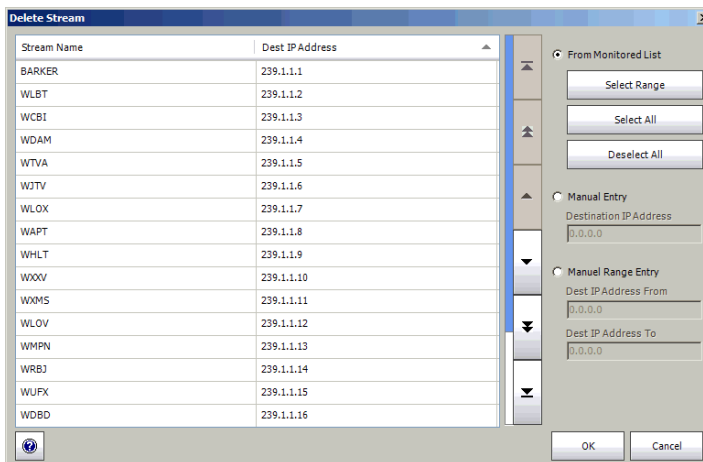 Delete Stream
Stream Name Dest IP Address
BARKER 239.1.1.1
WLBT 239.1.1.2
WCBI 239.1.1.3
WDAM 239.1.1.4
WTVA 239.1.1.5
WJTV 239.1.1.6
WLOX 239.1.1.7
WAPT 239.1.1.8
WHLT 239.1.1.9
WXXV 239.1.1.10
WXMS 239.1.1.11
WLOV 239.1.1.12
WMPN 239.1.1.13
WRBJ 239.1.1.14
WUFX 239.1.1.15
WDBD 239.1.1.16
From Monitored List
Select Range
Select All
Deselect All
Manual Entry
Destination IP Address
0.0.0.0
Manual Range Entry
Dest IP Address From
0.0.0.0
Dest IP Address To
0.0.0.0
OK Cancel